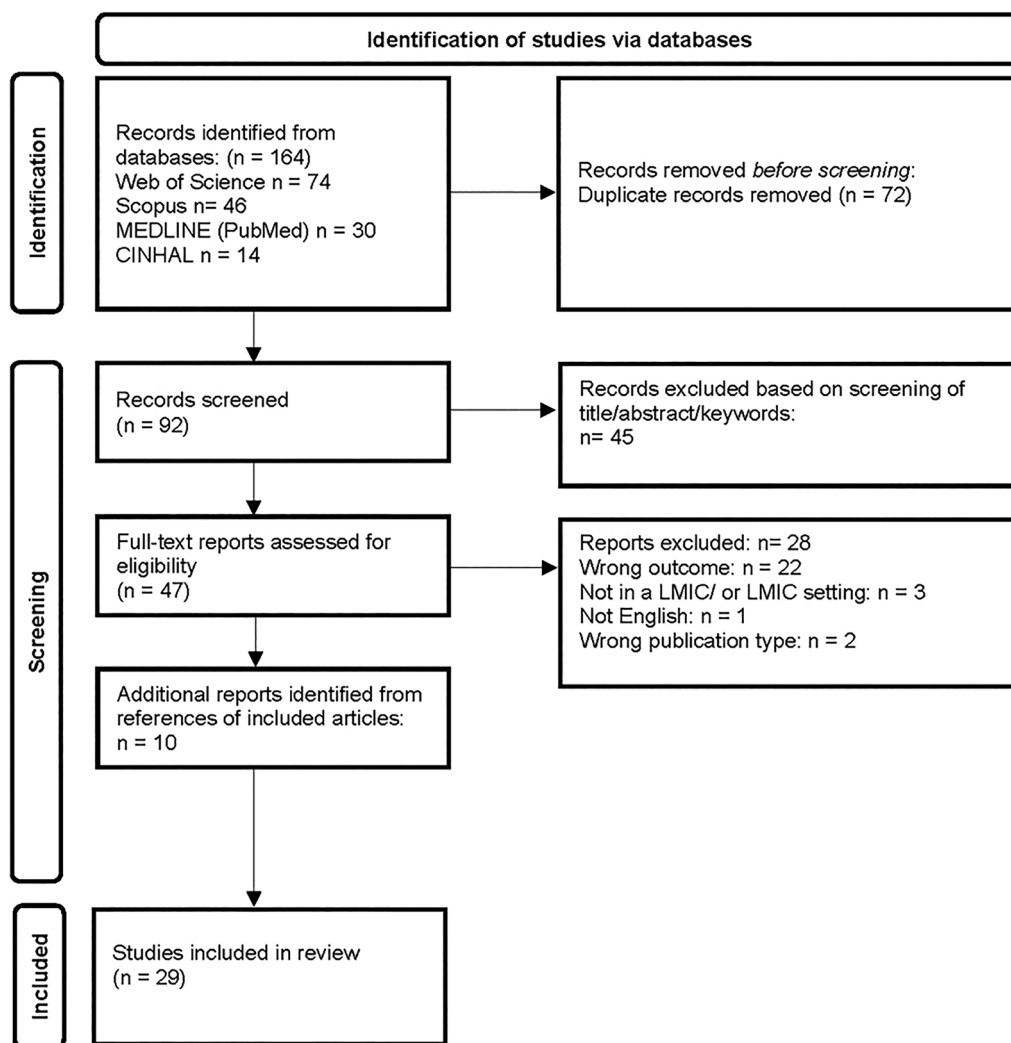 Identification of studies via databases
Identification
Records identified from
databases: (n = 164)
Web of Science n = 74
Scopus n= 46
MEDLINE (PubMed) n = 30
CINHAL n = 14
Records removed before screening:
Duplicate records removed (n = 72)
Screening
Records screened
(n = 92)
Records excluded based on screening of
title/abstract/keywords:
n= 45
Full-text reports assessed for
eligibility
(n = 47)
Reports excluded: n= 28
Wrong outcome: n = 22
Not in a LMIC/ or LMIC setting: n = 3
Not English: n = 1
Wrong publication type: n = 2
Additional reports identified from
references of included articles:
n = 10
Included
Studies included in review
(n = 29)